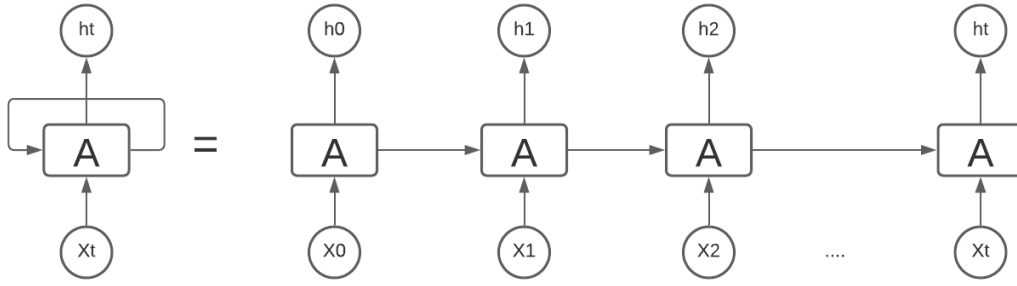 ht h0 h1 h2 ht
A = A A A A
Xt X0 X1 X2 .... Xt